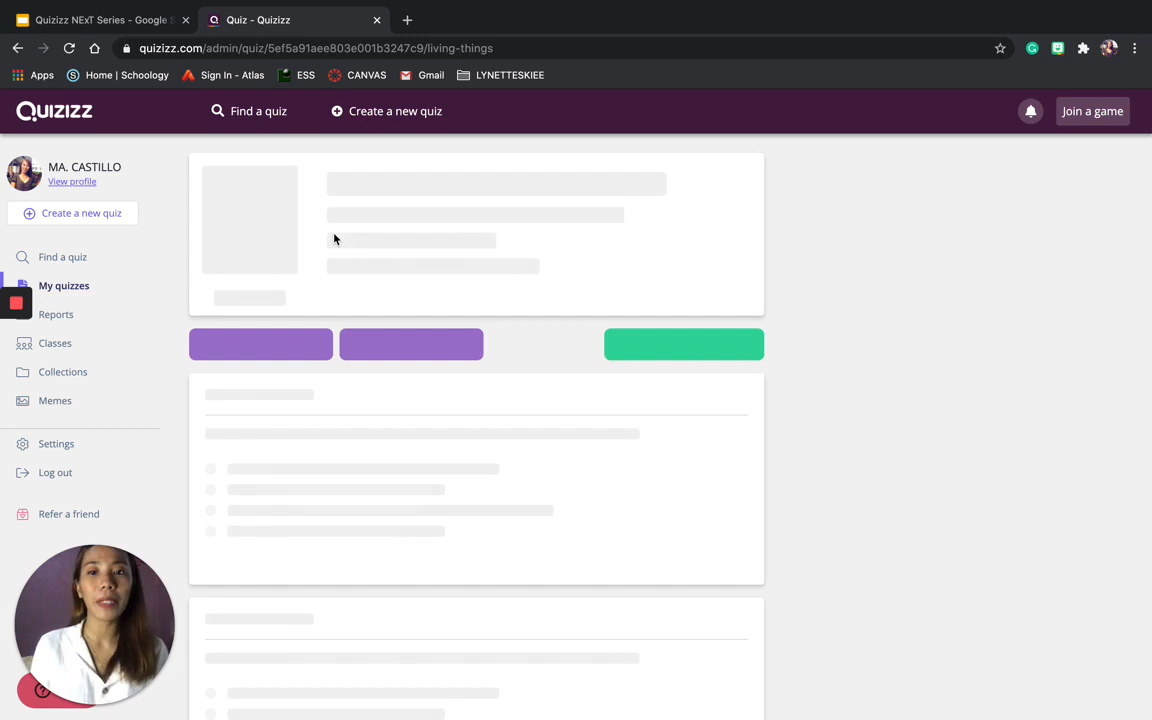 Quizizz NExT Series - Google S
Quiz - Quizizz
quizizz.com/admin/quiz/5ef5a91aee803e001b3247c9/living-things
Apps
Home | Schoology
Sign In - Atlas
ESS
CANVAS
Gmail
LYNETTESKIEE
QUIZIZZ
Find a quiz
Create a new quiz
Join a game
MA. CASTILLO
View profile
Create a new quiz
Find a quiz
My quizzes
Reports
Classes
Collections
Memes
Settings
Log out
Refer a friend